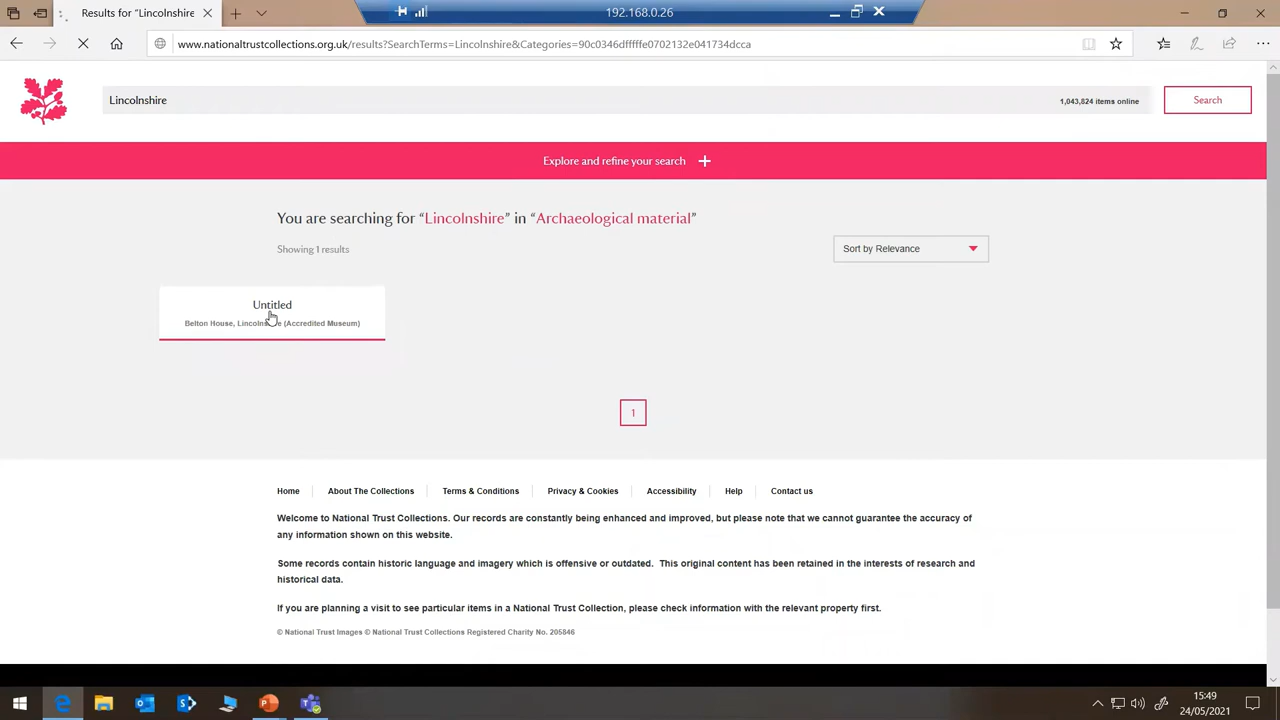 Results for "Lincolnshire
192.168.0.26
www.nationaltrustcollections.org.uk/results?SearchTerms=Lincolnshire&Categories=90c0346dfffffe0702132e041734dcca
Lincolnshire
1,043,824 items online
Search
Explore and refine your search +
You are searching for “Lincolnshire” in “Archaeological material”
Showing 1 results
Sort by Relevance
Untitled
Belton House, Lincolnshire (Accredited Museum)
1
Home
About The Collections
Terms & Conditions
Privacy & Cookies
Accessibility
Help
Contact us
Welcome to National Trust Collections. Our records are constantly being enhanced and improved, but please note that we cannot guarantee the accuracy of
any information shown on this website.
Some records contain historic language and imagery which is offensive or outdated. This original content has been retained in the interests of research and
historical data.
If you are planning a visit to see particular items in a National Trust Collection, please check information with the relevant property first.
© National Trust Images © National Trust Collections Registered Charity No. 205846
15:49
24/05/2021